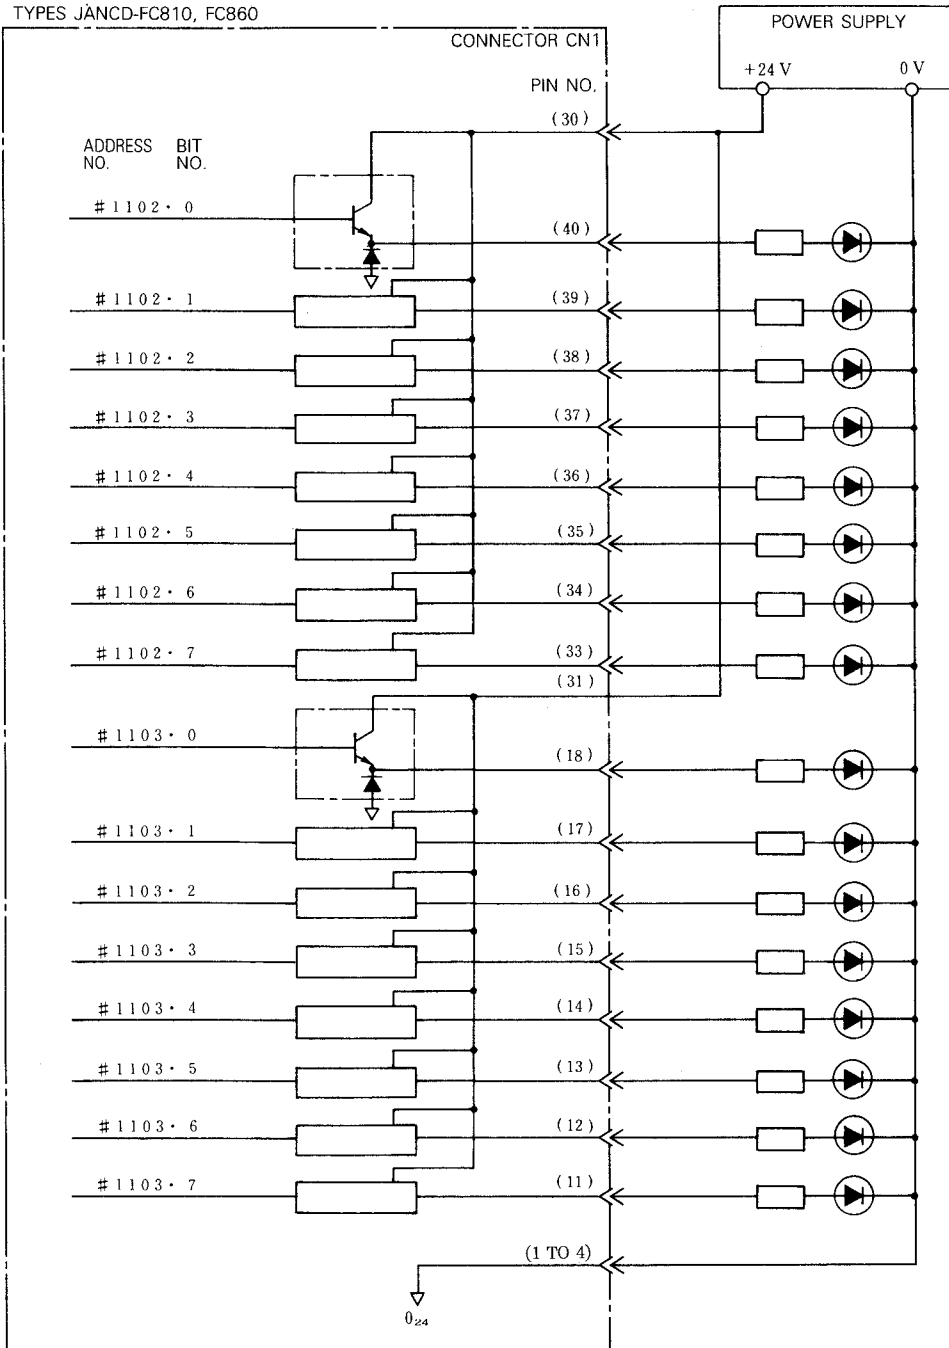 TYPES JANCD-FC810, FC860
POWER SUPPLY
CONNECTOR CN1
+24 V 0 V
PIN NO.
(30)
ADDRESS BIT
NO. NO.
#1102· 0
(40)
#1102· 1 (39)
#1102· 2 (38)
#1102· 3 (37)
#1102· 4 (36)
#1102· 5 (35)
#1102· 6 (34)
#1102· 7 (33)
(31)
#1103· 0
(18)
#1103· 1 (17)
#1103· 2 (16)
#1103· 3 (15)
#1103· 4 (14)
#1103· 5 (13)
#1103· 6 (12)
#1103· 7 (11)
(1 TO 4)
0₂₄